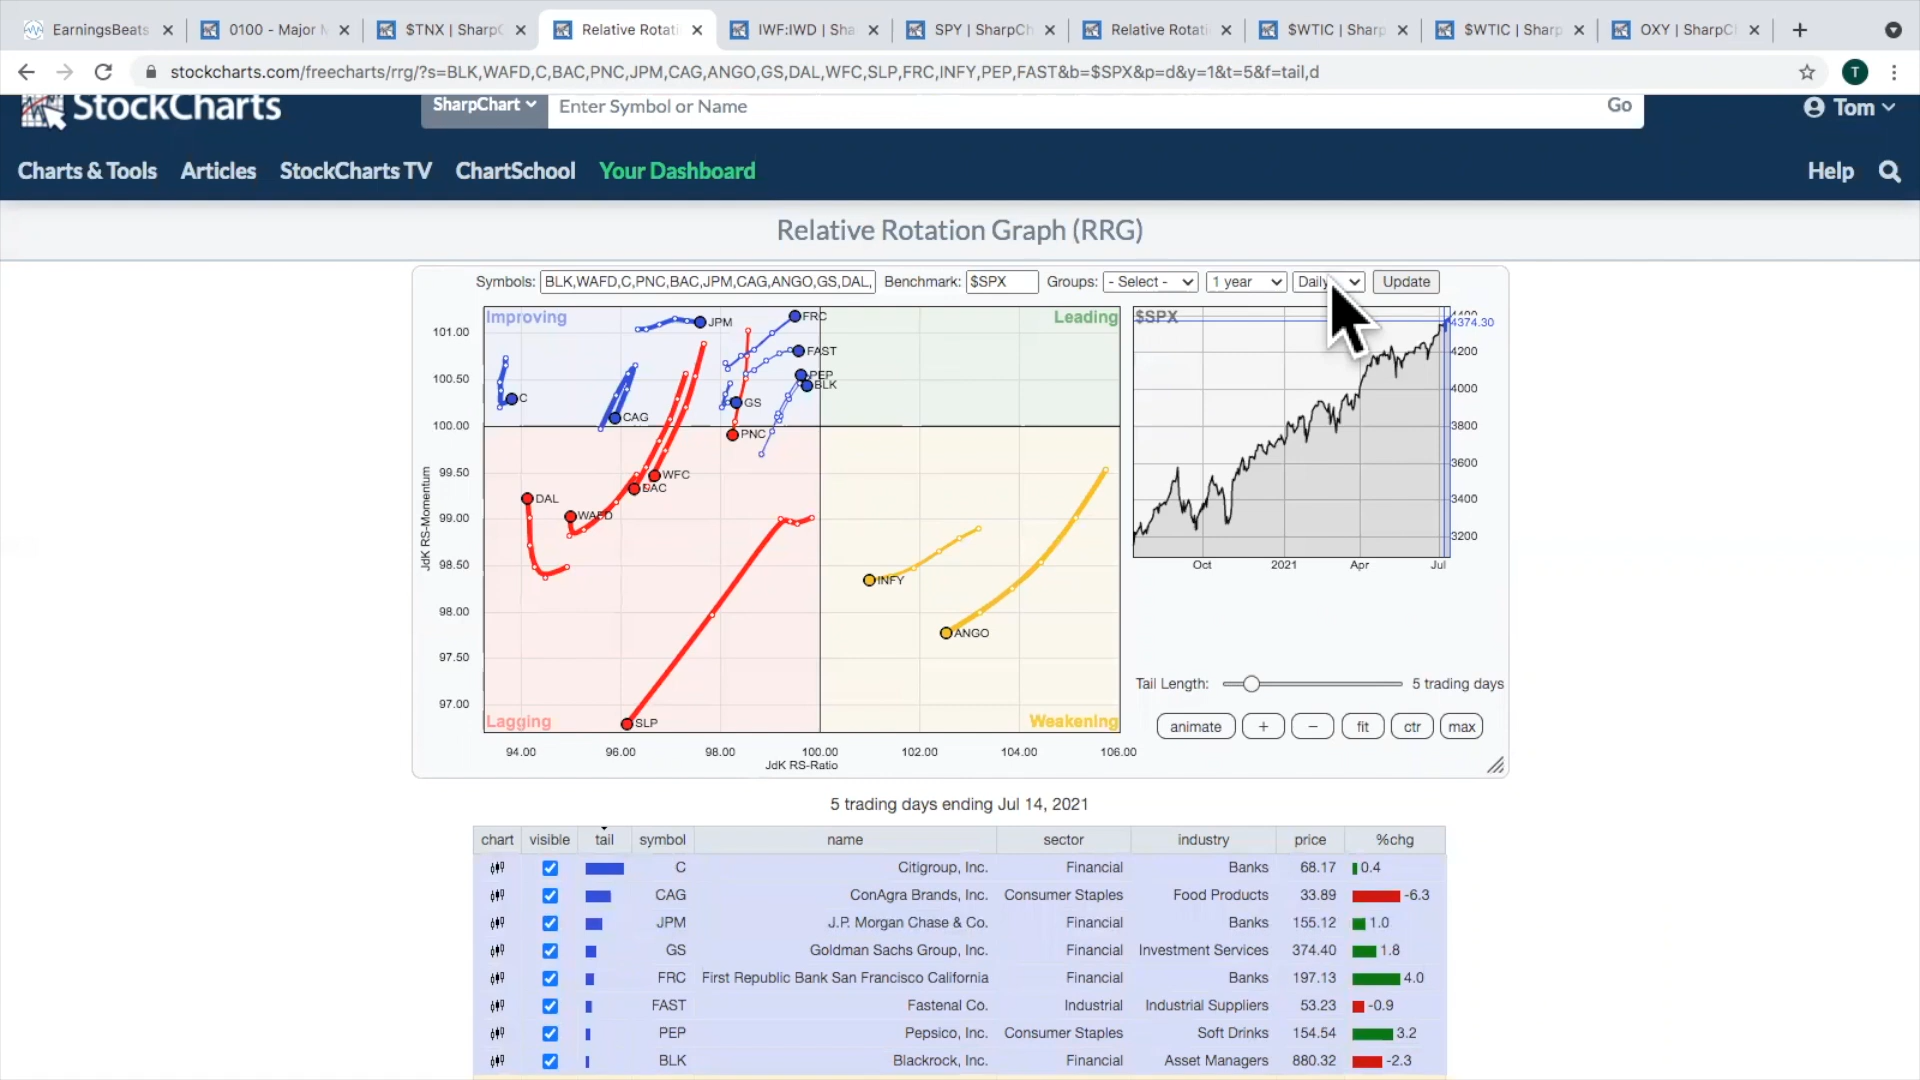 EarningsBeats
0100 - Major M
$TNX | SharpC
Relative Rotati
IWF:IWD | Sha
SPY | SharpCh
Relative Rotati
$WTIC | Sharp
$WTIC | Sharp
OXY | SharpC
stockcharts.com/freecharts/rrg/?s=BLK,WAFD,C,BAC,PNC,JPM,CAG,ANGO,GS,DAL,WFC,SLP,FRC,INFY,PEP,FAST&b=$SPX&p=d&y=1&t=5&f=tail,d
T
StockCharts
SharpChart
Enter Symbol or Name
Go
Tom
Charts & Tools
Articles
StockCharts TV
ChartSchool
Your Dashboard
Help
Relative Rotation Graph (RRG)
Symbols: BLK,WAFD,C,PNC,BAC,JPM,CAG,ANGO,GS,DAL, Benchmark: $SPX Groups: - Select - 1 year Daily Update
Improving
Leading
Lagging
Weakening
JPM
FRC
FAST
PEP
BLK
C
CAG
GS
PNC
WFC
BAC
DAL
WAFD
INFY
ANGO
SLP
101.00
100.50
100.00
99.50
99.00
98.50
98.00
97.50
97.00
JdK RS-Momentum
94.00 96.00 98.00 100.00 102.00 104.00 106.00
JdK RS-Ratio
$SPX
4400
4374.30
4200
4000
3800
3600
3400
3200
Oct 2021 Apr Jul
Tail Length: 5 trading days
animate + − fit ctr max
5 trading days ending Jul 14, 2021
chart visible tail symbol name sector industry price %chg
C Citigroup, Inc. Financial Banks 68.17 0.4
CAG ConAgra Brands, Inc. Consumer Staples Food Products 33.89 -6.3
JPM J.P. Morgan Chase & Co. Financial Banks 155.12 1.0
GS Goldman Sachs Group, Inc. Financial Investment Services 374.40 1.8
FRC First Republic Bank San Francisco California Financial Banks 197.13 4.0
FAST Fastenal Co. Industrial Industrial Suppliers 53.23 -0.9
PEP Pepsico, Inc. Consumer Staples Soft Drinks 154.54 3.2
BLK Blackrock, Inc. Financial Asset Managers 880.32 -2.3